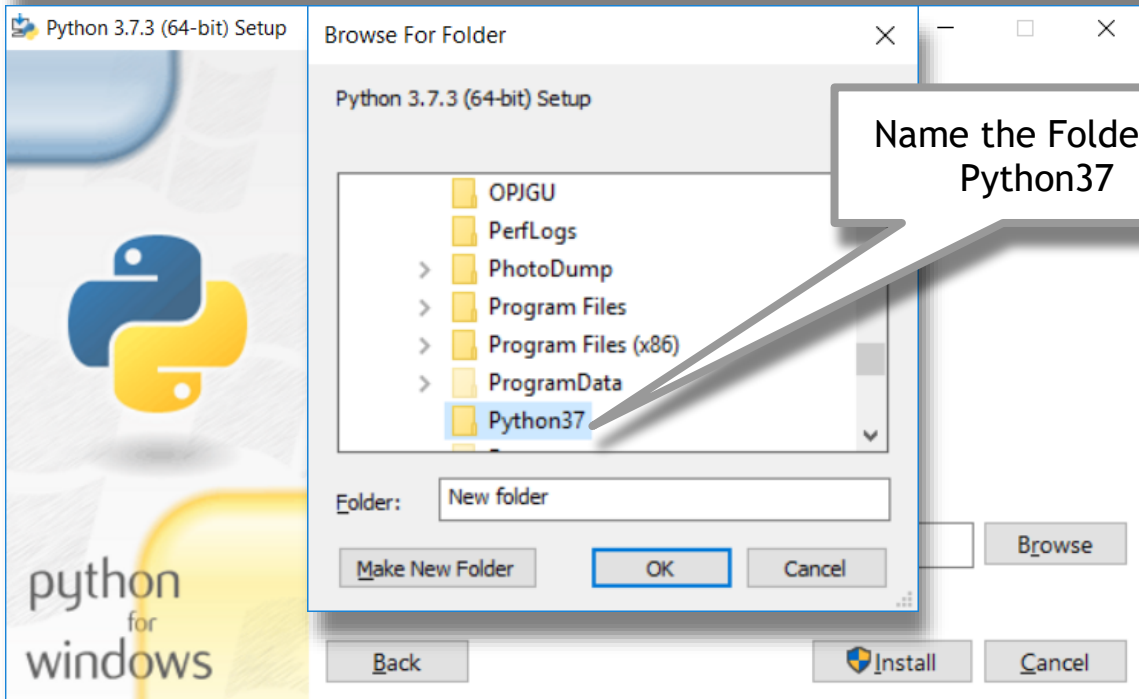 Python 3.7.3 (64-bit) Setup
Browse For Folder
Python 3.7.3 (64-bit) Setup
Name the Folde
Python37
OPJGU
PerfLogs
PhotoDump
Program Files
Program Files (x86)
ProgramData
Python37
Folder:
New folder
Make New Folder
OK
Cancel
Browse
python
for
windows
Back
Install
Cancel